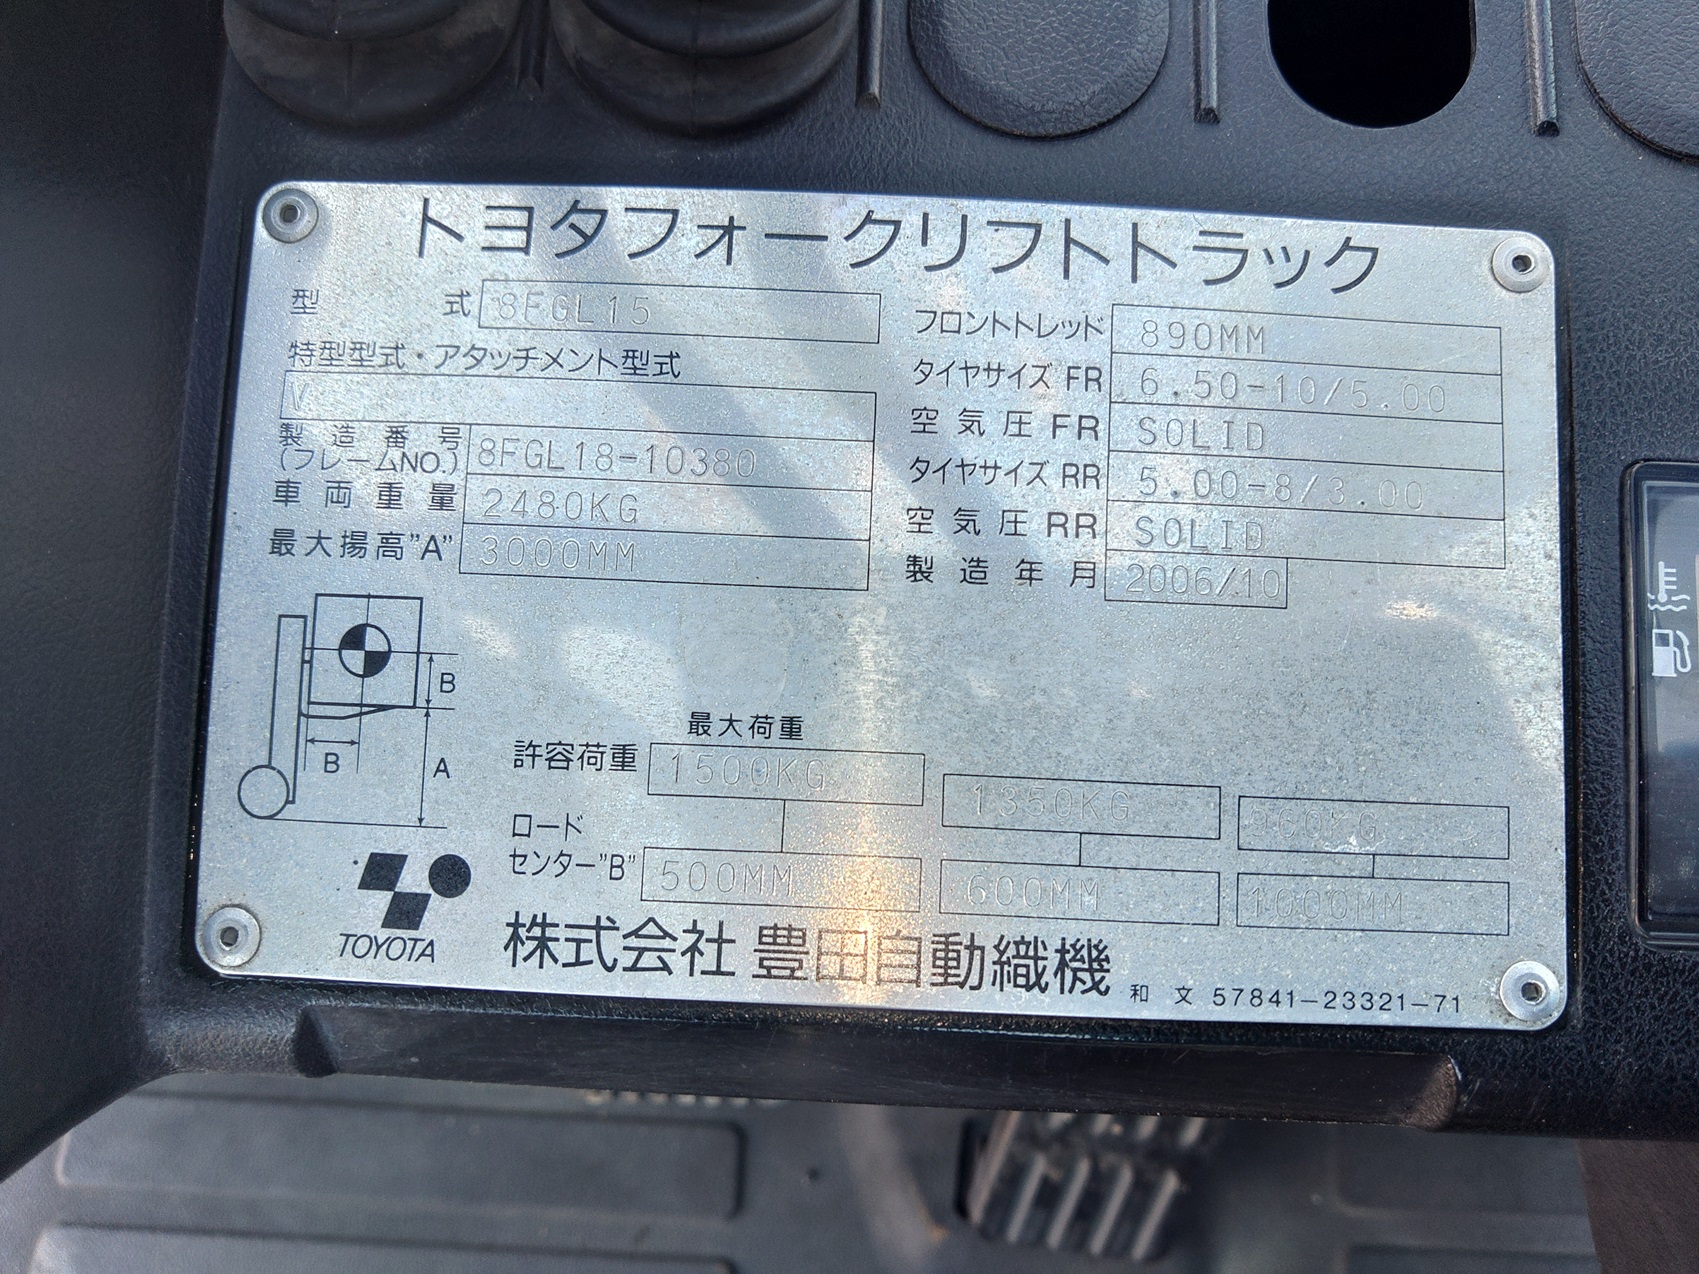 トヨタフォークリフトトラック
型式 8FGL15
特型型式・アタッチメント型式
V
製造番号
(フレームNO.) 8FGL18-10380
車両重量 2480KG
最大揚高"A" 3000MM
フロントトレッド 890MM
タイヤサイズ FR 6.50-10/5.00
空気圧 FR SOLID
タイヤサイズ RR 5.00-8/3.00
空気圧 RR SOLID
製造年月 2006/10
B
B
A
最大荷重
許容荷重 1500KG 1350KG 960KG
ロード
センター"B" 500MM 600MM 1000MM
TOYOTA
株式会社 豊田自動織機
和文 57841-23321-71